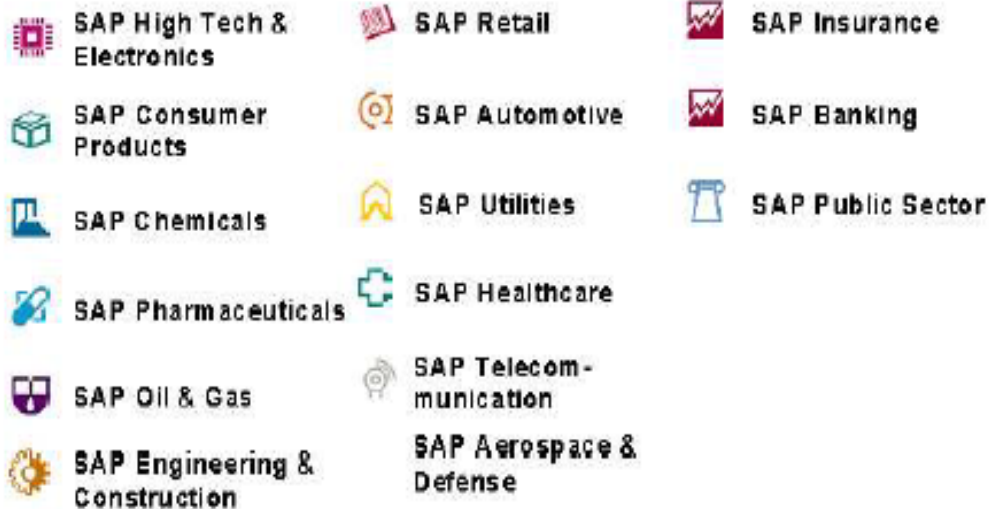 SAP High Tech &
Electronics
SAP Consumer
Products
SAP Chemicals
SAP Pharmaceuticals
SAP Oil & Gas
SAP Engineering &
Construction
SAP Retail
SAP Automotive
SAP Utilities
SAP Healthcare
SAP Telecom-
munication
SAP Aerospace &
Defense
SAP Insurance
SAP Banking
SAP Public Sector